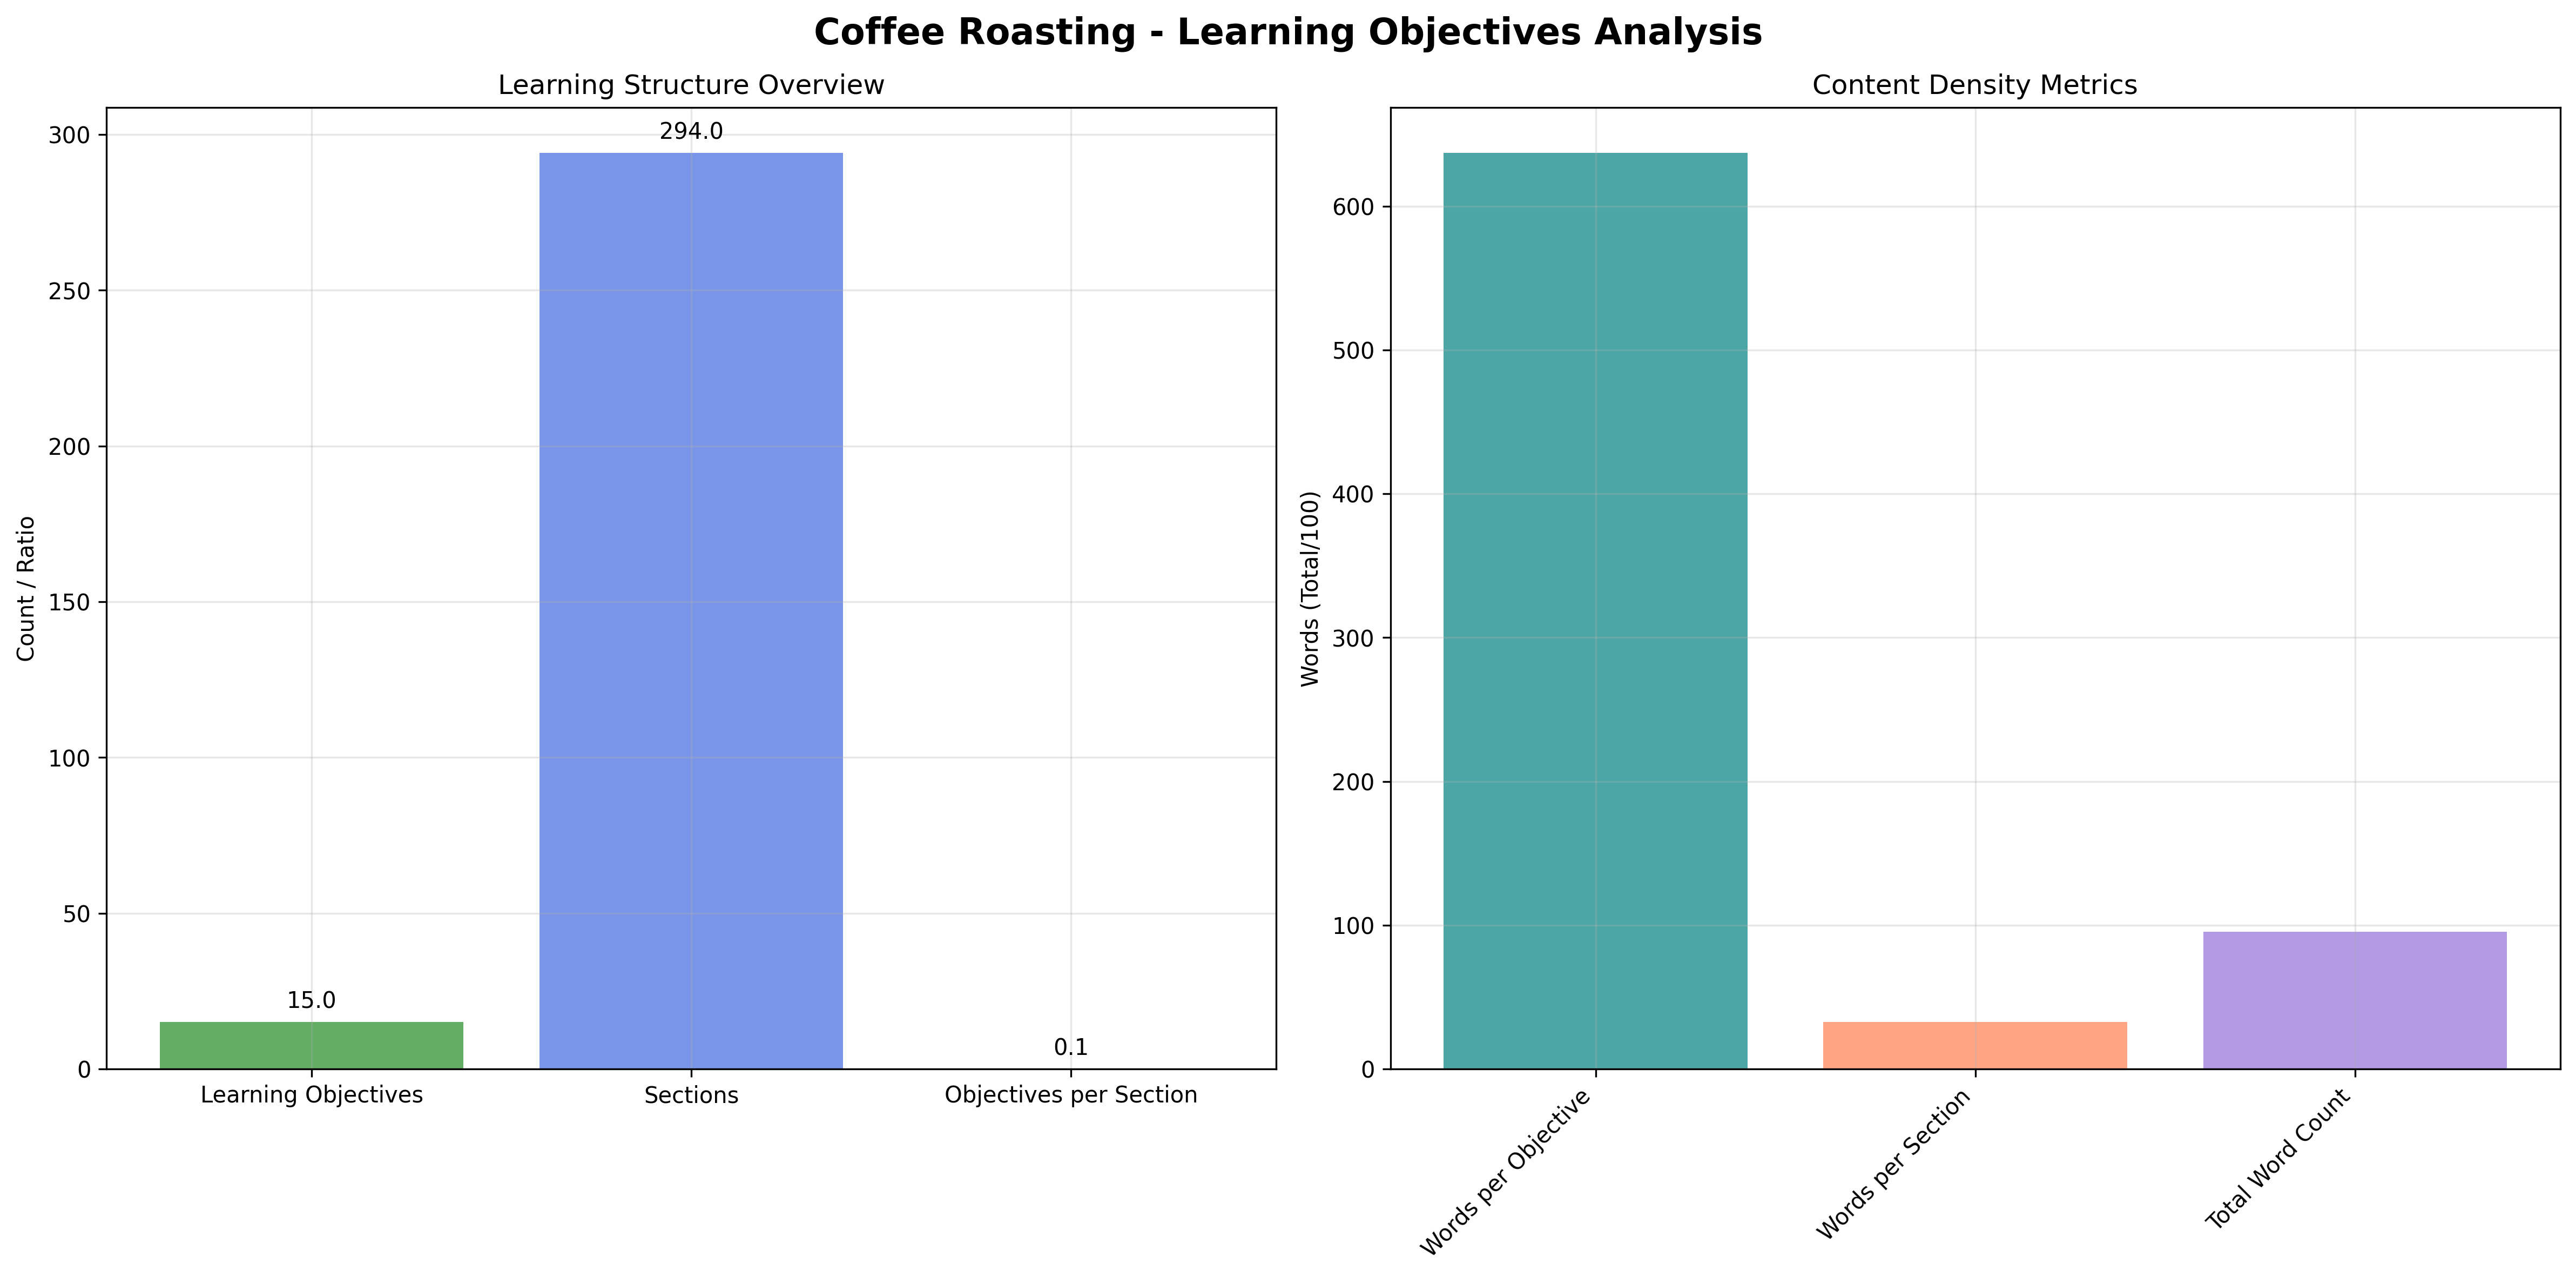 Coffee Roasting - Learning Objectives Analysis
Learning Structure Overview
Count / Ratio
300
250
200
150
100
50
0
294.0
15.0
0.1
Learning Objectives
Sections
Objectives per Section
Content Density Metrics
Words (Total/100)
600
500
400
300
200
100
0
Words per Objective
Words per Section
Total Word Count